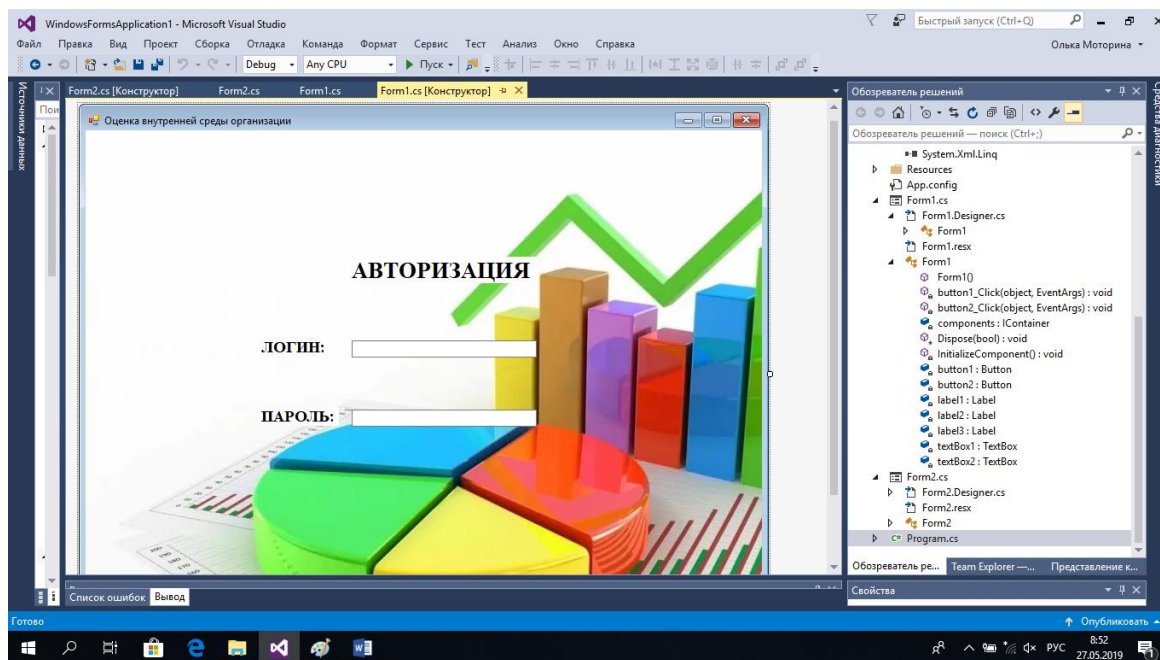 WindowsFormsApplication1 - Microsoft Visual Studio
Быстрый запуск (Ctrl+Q)
Файл Правка Вид Проект Сборка Отладка Команда Формат Сервис Тест Анализ Окно Справка
Олька Моторина
Debug Any CPU Пуск
Источники данных
Form2.cs [Конструктор] Form2.cs Form1.cs Form1.cs [Конструктор]
Пои
Оценка внутренней среды организации
АВТОРИЗАЦИЯ
ЛОГИН:
ПАРОЛЬ:
Обозреватель решений
Обозреватель решений — поиск (Ctrl+;)
System.Xml.Linq
Resources
App.config
Form1.cs
Form1.Designer.cs
Form1
Form1.resx
Form1
Form1()
button1_Click(object, EventArgs) : void
button2_Click(object, EventArgs) : void
components : IContainer
Dispose(bool) : void
InitializeComponent() : void
button1 : Button
button2 : Button
label1 : Label
label2 : Label
label3 : Label
textBox1 : TextBox
textBox2 : TextBox
Form2.cs
Form2.Designer.cs
Form2.resx
Form2
Program.cs
Обозреватель ре... Team Explorer —... Представление к...
Свойства
Средства диагностики
Список ошибок Вывод
Готово
Опубликовать
РУС
8:52
27.05.2019